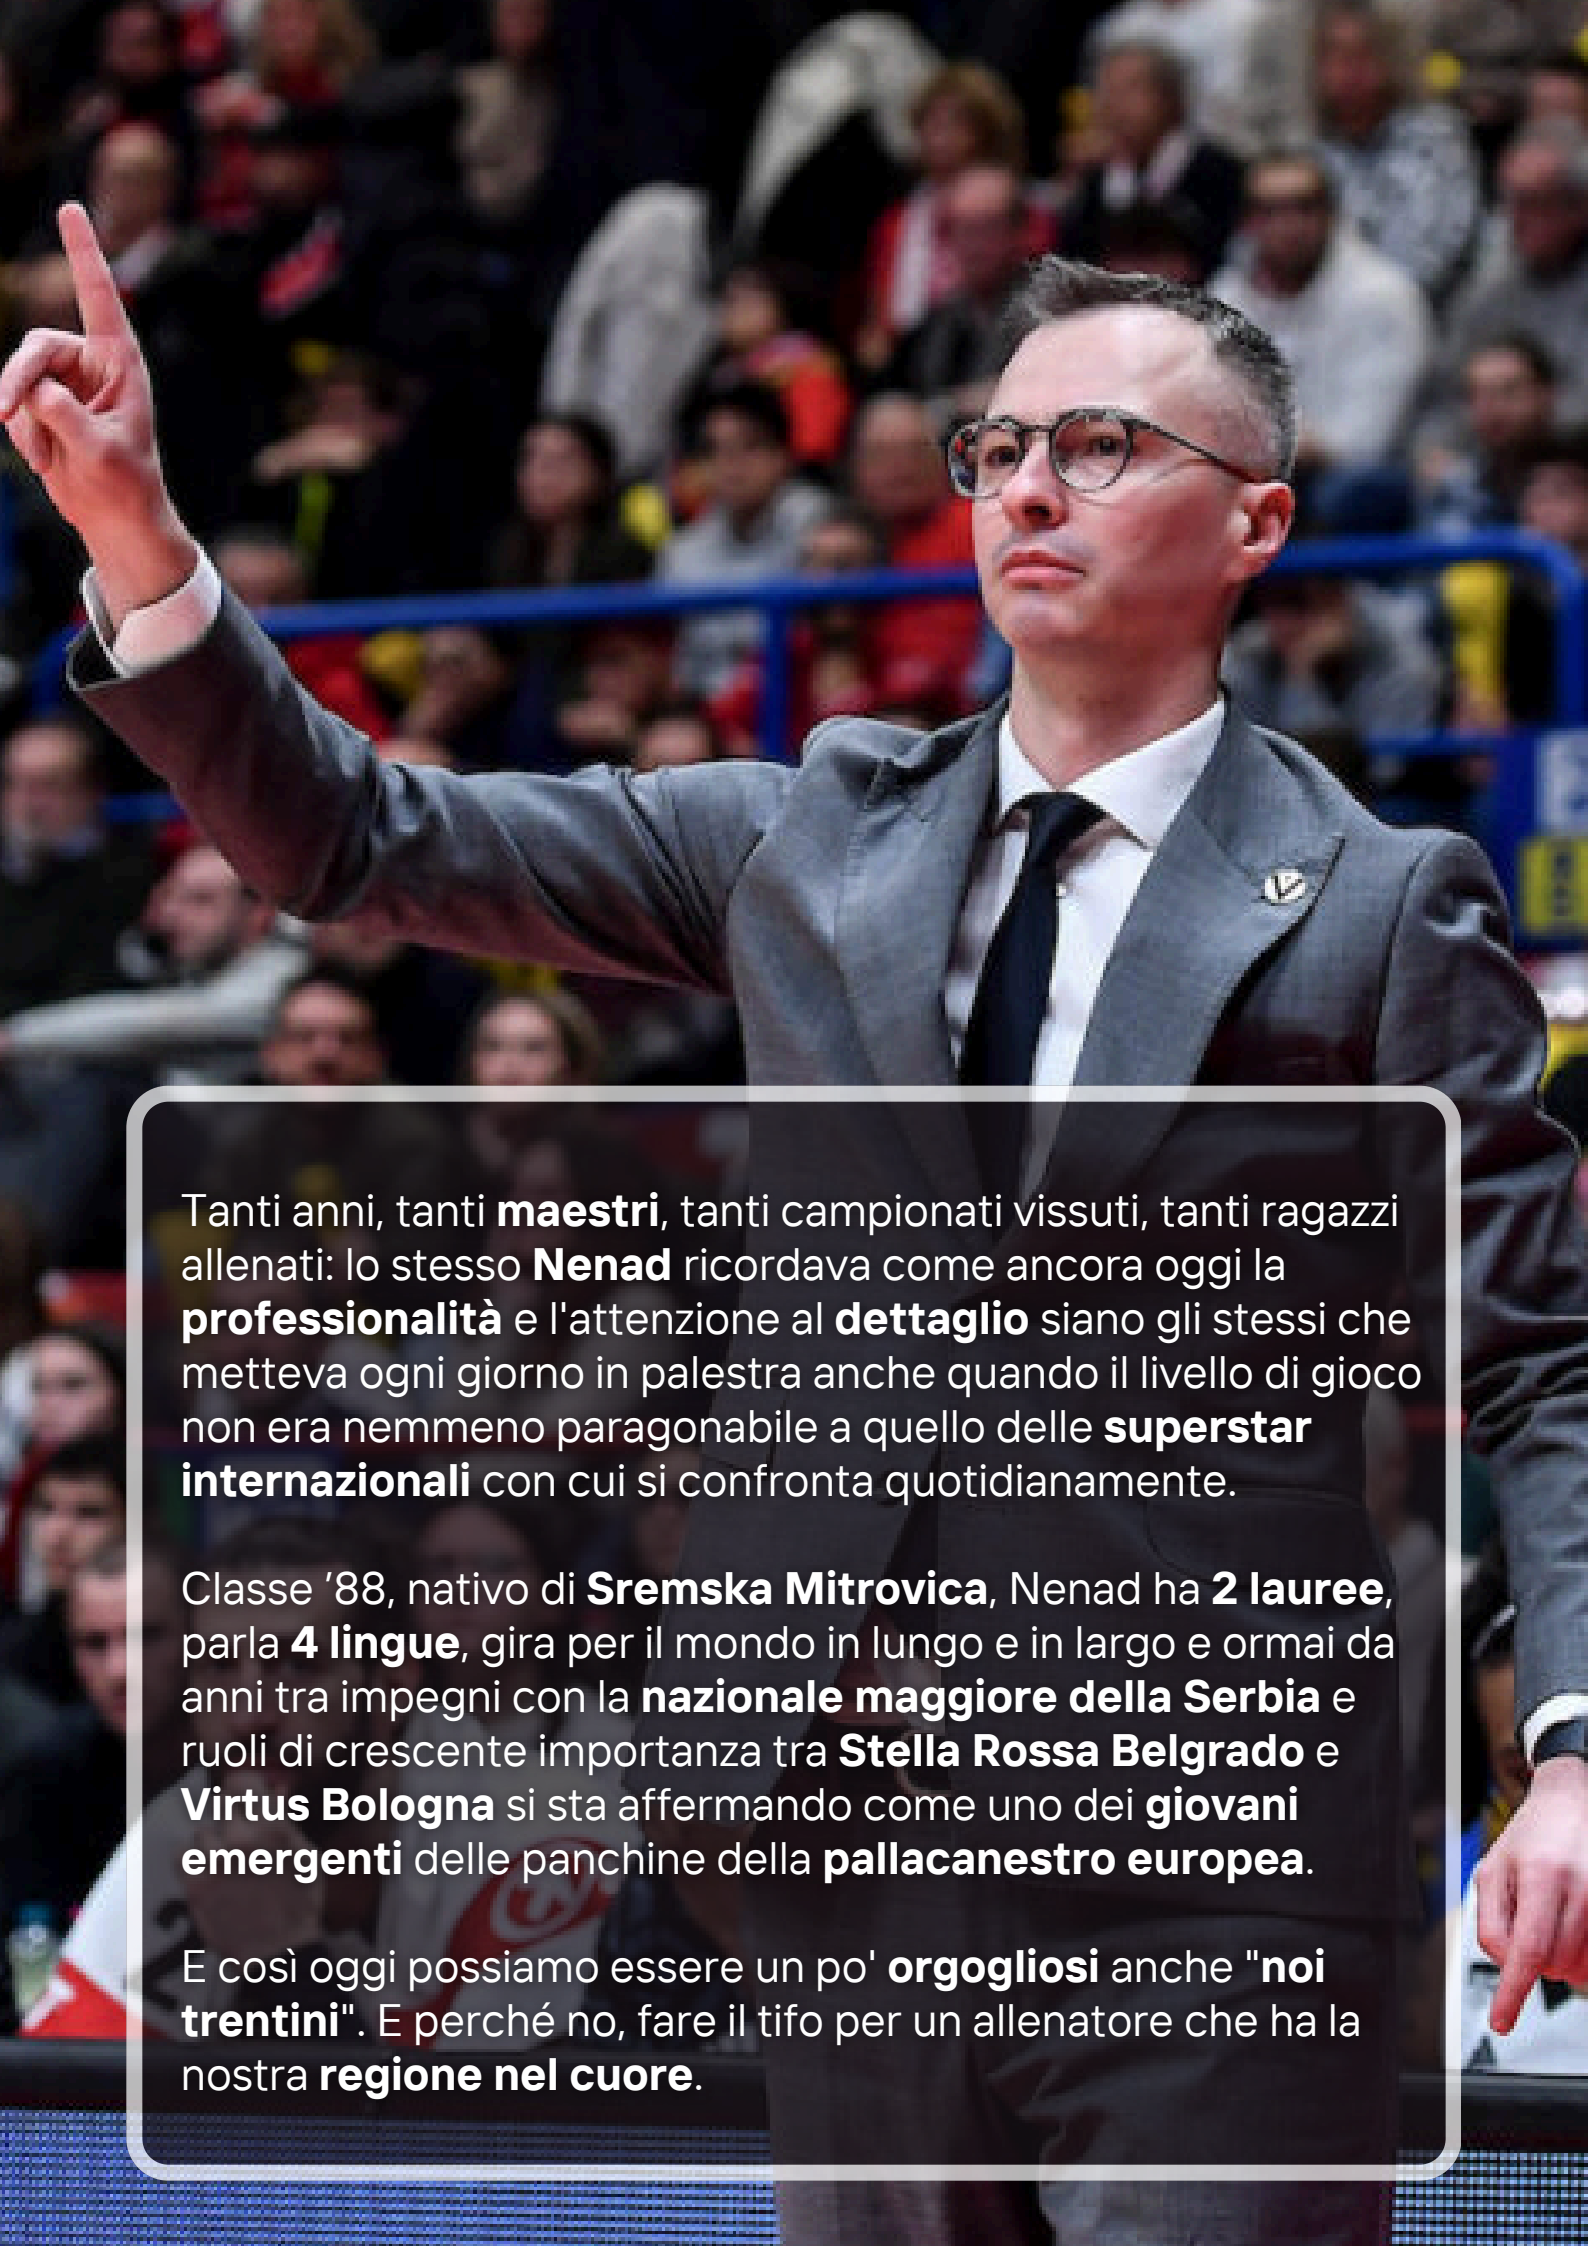 Tanti anni, tanti maestri, tanti campionati vissuti, tanti ragazzi
allenati: lo stesso Nenad ricordava come ancora oggi la
professionalità e l'attenzione al dettaglio siano gli stessi che
metteva ogni giorno in palestra anche quando il livello di gioco
non era nemmeno paragonabile a quello delle superstar
internazionali con cui si confronta quotidianamente.
Classe ’88, nativo di Sremska Mitrovica, Nenad ha 2 lauree,
parla 4 lingue, gira per il mondo in lungo e in largo e ormai da
anni tra impegni con la nazionale maggiore della Serbia e
ruoli di crescente importanza tra Stella Rossa Belgrado e
Virtus Bologna si sta affermando come uno dei giovani
emergenti delle panchine della pallacanestro europea.
E così oggi possiamo essere un po' orgogliosi anche "noi
trentini". E perché no, fare il tifo per un allenatore che ha la
nostra regione nel cuore.